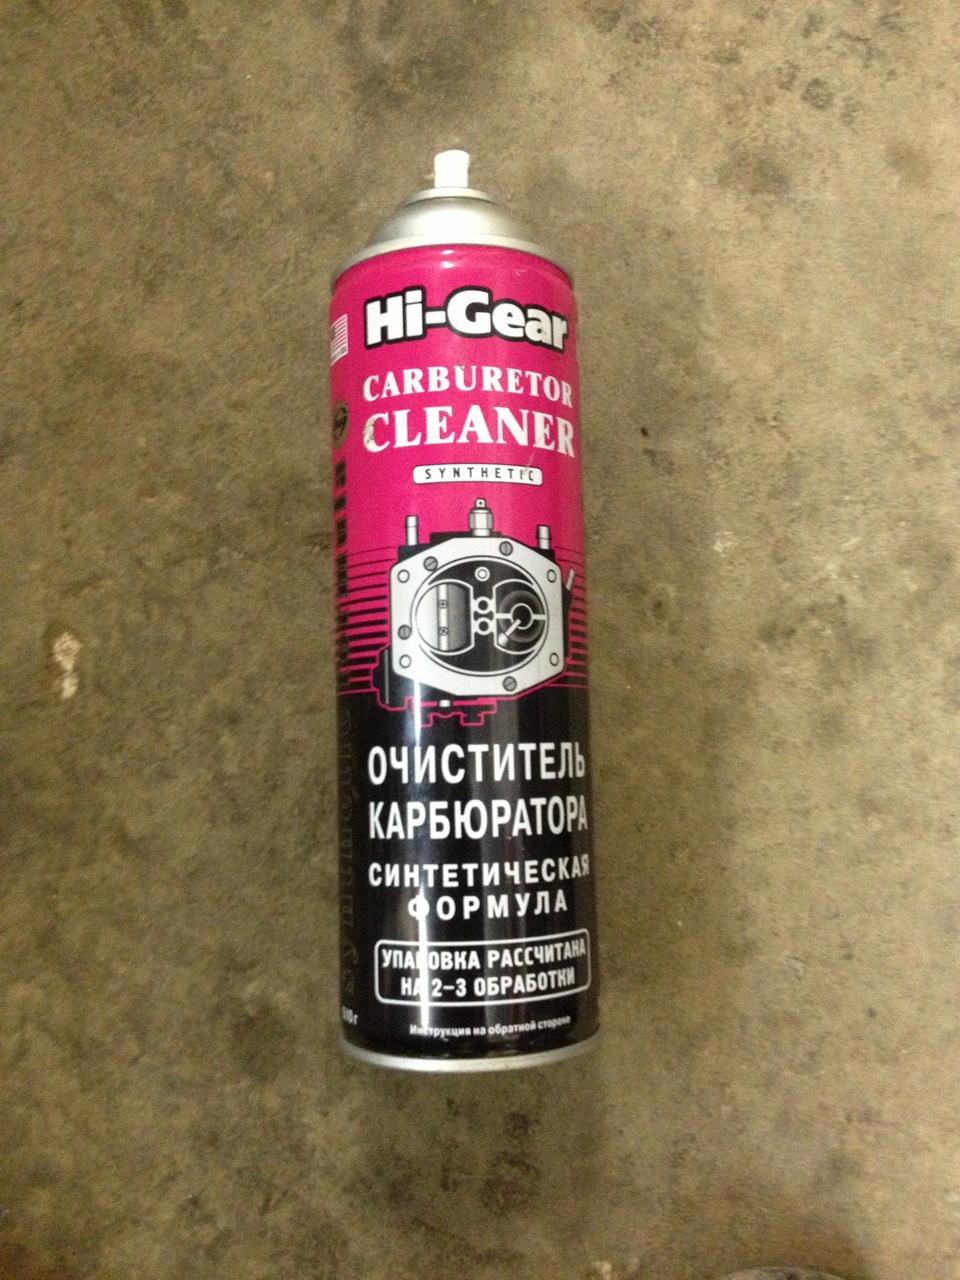 Hi-Gear
CARBURETOR
CLEANER
SYNTHETIC
ОЧИСТИТЕЛЬ
КАРБЮРАТОРА
СИНТЕТИЧЕСКАЯ
ФОРМУЛА
УПАКОВКА РАССЧИТАНА
НА 2-3 ОБРАБОТКИ
Инструкция на обратной стороне